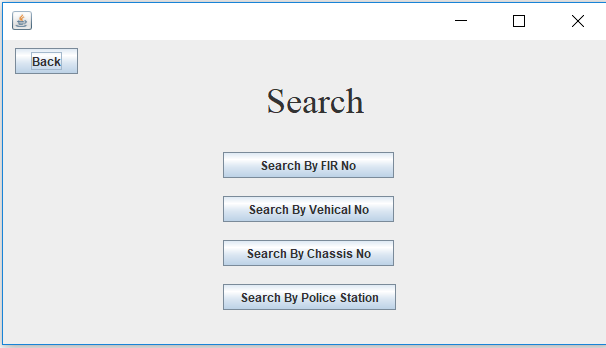 Back
Search
Search By FIR No
Search By Vehical No
Search By Chassis No
Search By Police Station